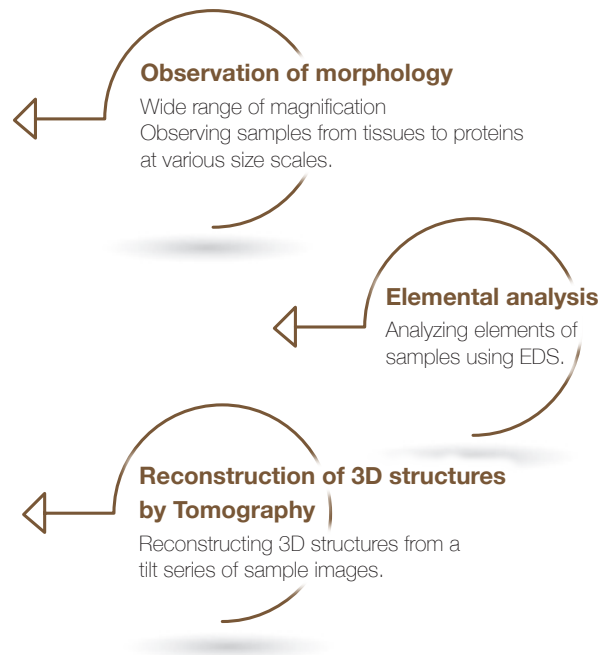 Observation of morphology
Wide range of magnification
Observing samples from tissues to proteins
at various size scales.
Elemental analysis
Analyzing elements of
samples using EDS.
Reconstruction of 3D structures
by Tomography
Reconstructing 3D structures from a
tilt series of sample images.